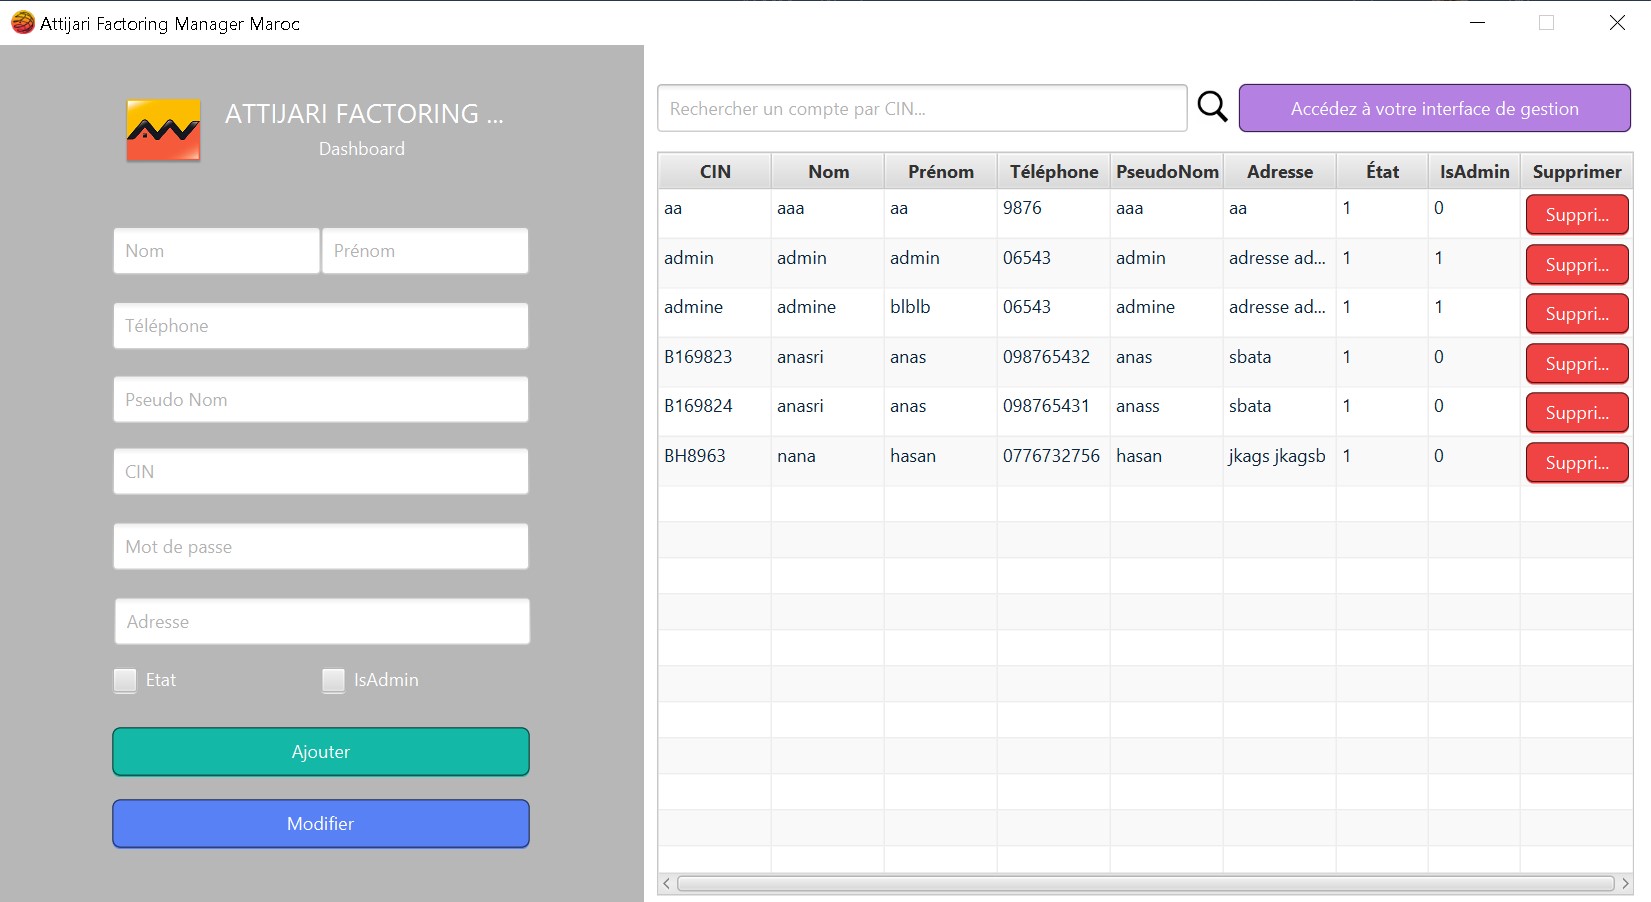 Attijari Factoring Manager Maroc
ATTIJARI FACTORING ...
Dashboard
Nom Prénom
Téléphone
Pseudo Nom
CIN
Mot de passe
Adresse
Etat IsAdmin
Ajouter
Modifier
Rechercher un compte par CIN... Accédez à votre interface de gestion
CIN Nom Prénom Téléphone PseudoNom Adresse État IsAdmin Supprimer
aa aaa aa 9876 aaa aa 1 0 Suppri...
admin admin admin 06543 admin adresse ad... 1 1 Suppri...
admine admine blblb 06543 admine adresse ad... 1 1 Suppri...
B169823 anasri anas 098765432 anas sbata 1 0 Suppri...
B169824 anasri anas 098765431 anass sbata 1 0 Suppri...
BH8963 nana hasan 0776732756 hasan jkags jkagsb 1 0 Suppri...